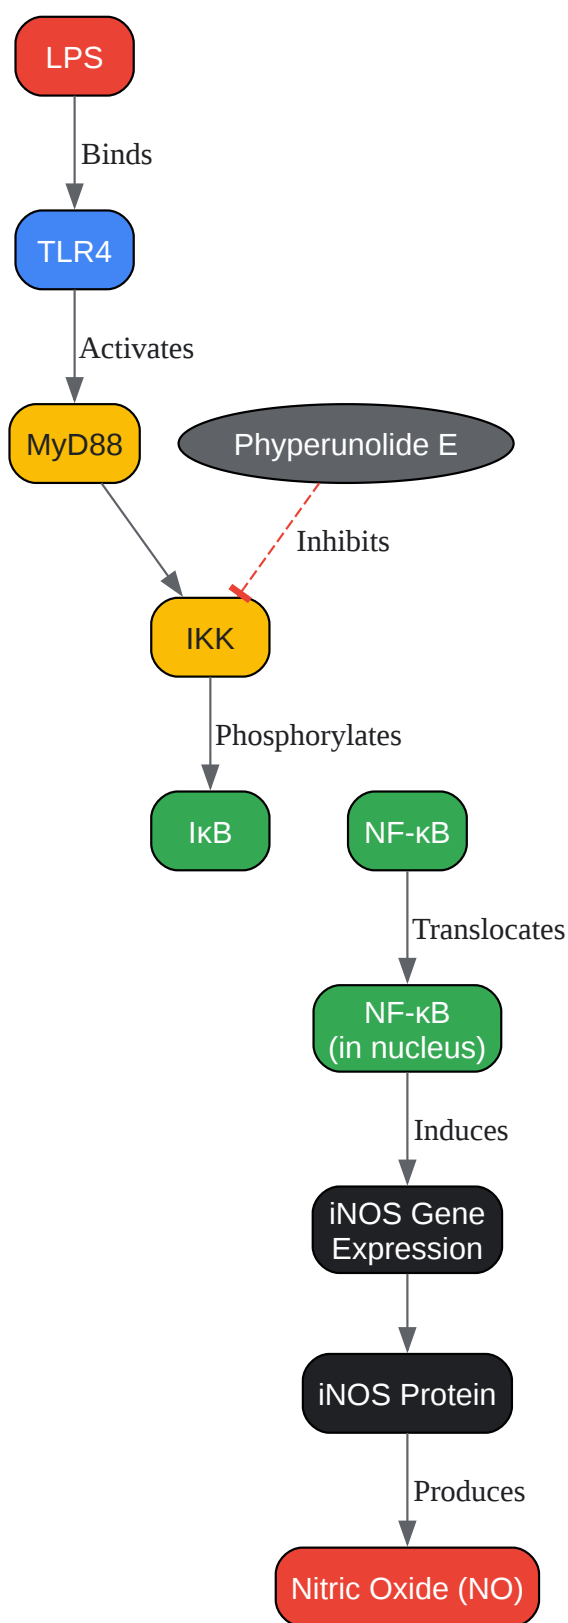 LPS
Binds
TLR4
Activates
MyD88
Phyperunolide E
Inhibits
IKK
Phosphorylates
IκB
NF-κB
Translocates
NF-κB
(in nucleus)
Induces
iNOS Gene
Expression
iNOS Protein
Produces
Nitric Oxide (NO)